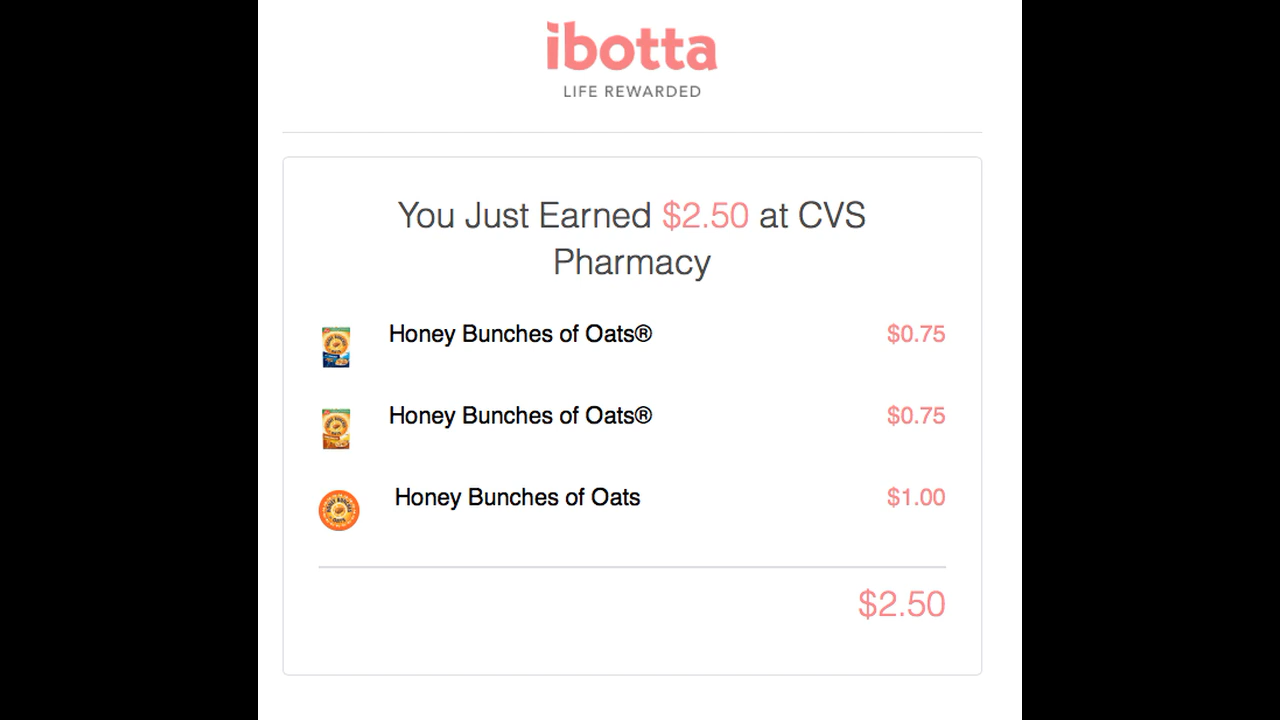 ibotta
LIFE REWARDED
You Just Earned $2.50 at CVS
Pharmacy
Honey Bunches of Oats® $0.75
Honey Bunches of Oats® $0.75
Honey Bunches of Oats $1.00
$2.50